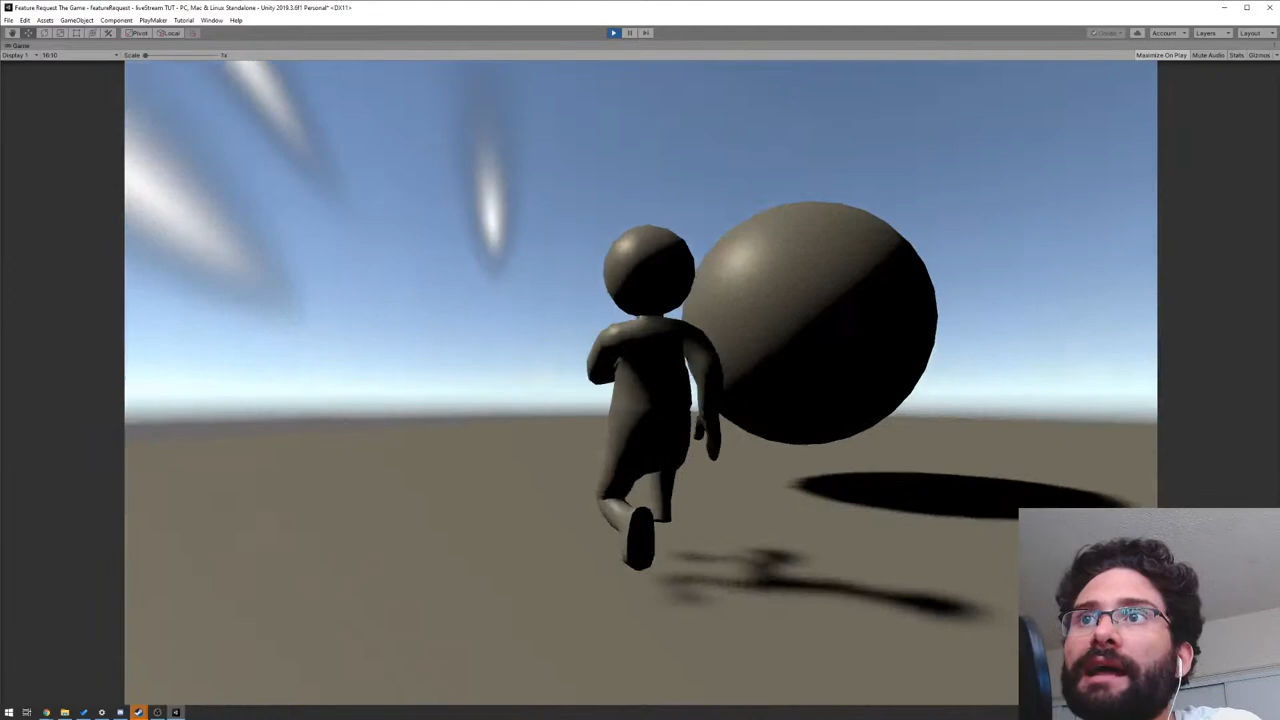 Feature Request The Game - featureRequest - liveStream TUT - PC, Mac & Linux Standalone - Unity 2019.3.6f1 Personal* <DX11>
File Edit Assets GameObject Component PlayMaker Tutorial Window Help
Pivot Local Account Layers Layout
Game
Display 1 16:10 Scale 1x Maximize On Play Mute Audio Stats Gizmos